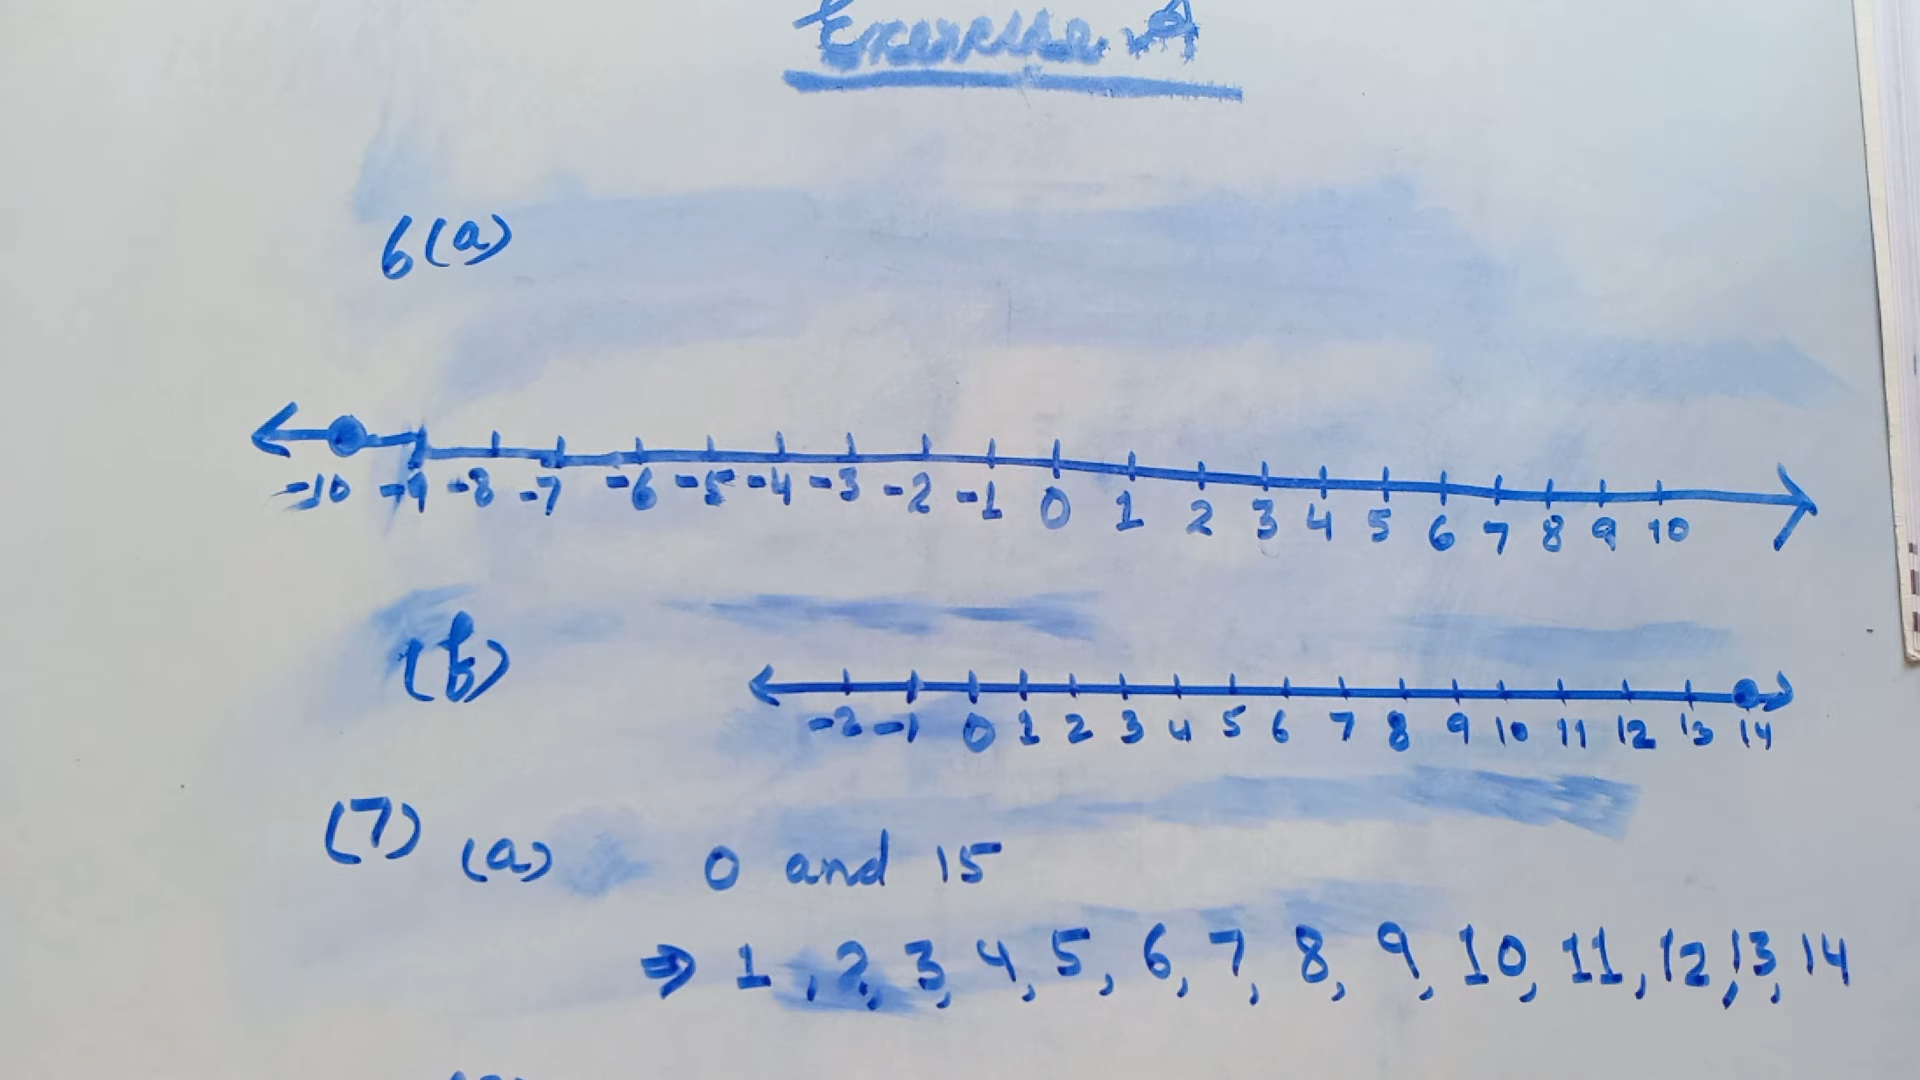 Exercise A
6(a)
-10 -9 -8 -7 -6 -5 -4 -3 -2 -1 0 1 2 3 4 5 6 7 8 9 10
(b)
-2 -1 0 1 2 3 4 5 6 7 8 9 10 11 12 13 14
(7) (a) 0 and 15
⇒ 1, 2, 3, 4, 5, 6, 7, 8, 9, 10, 11, 12, 13, 14